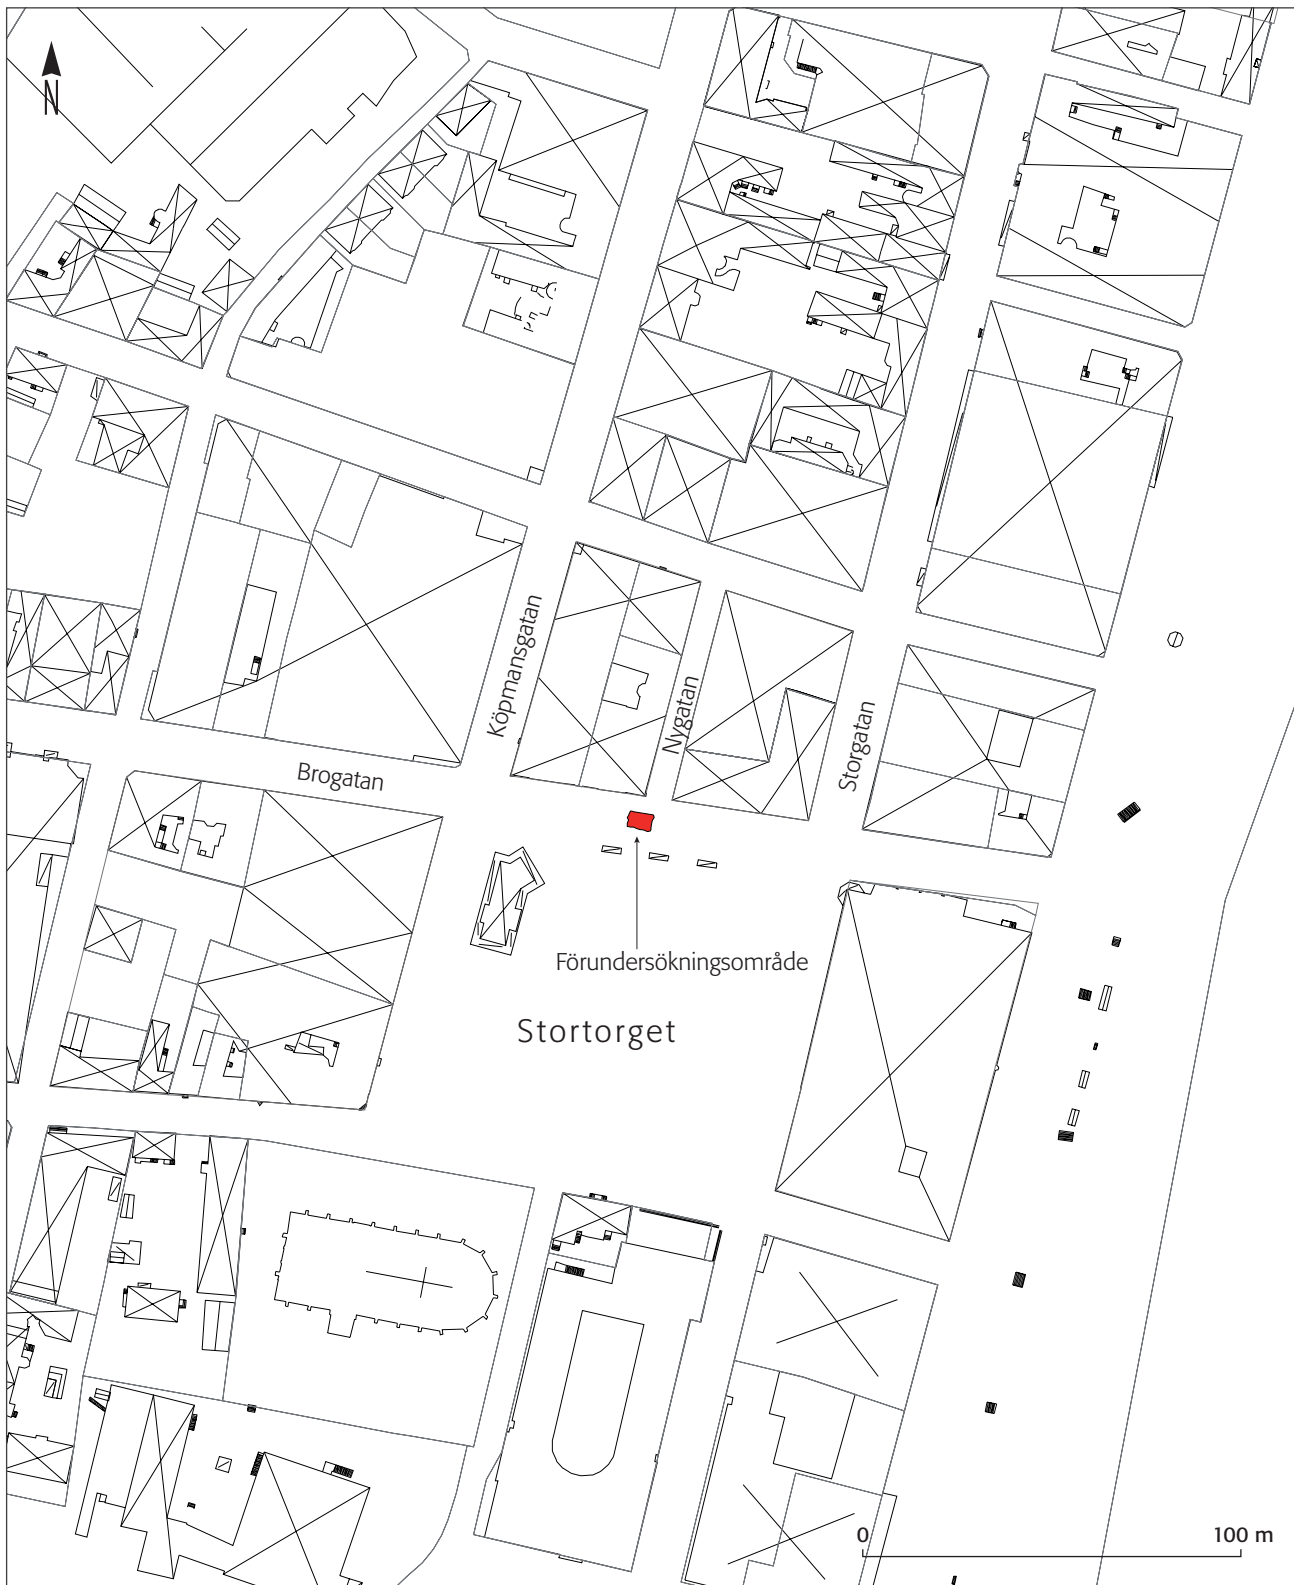 N
Köpmansgatan
Nygatan
Storgatan
Brogatan
Förundersökningsområde
Stortorget
0 100 m